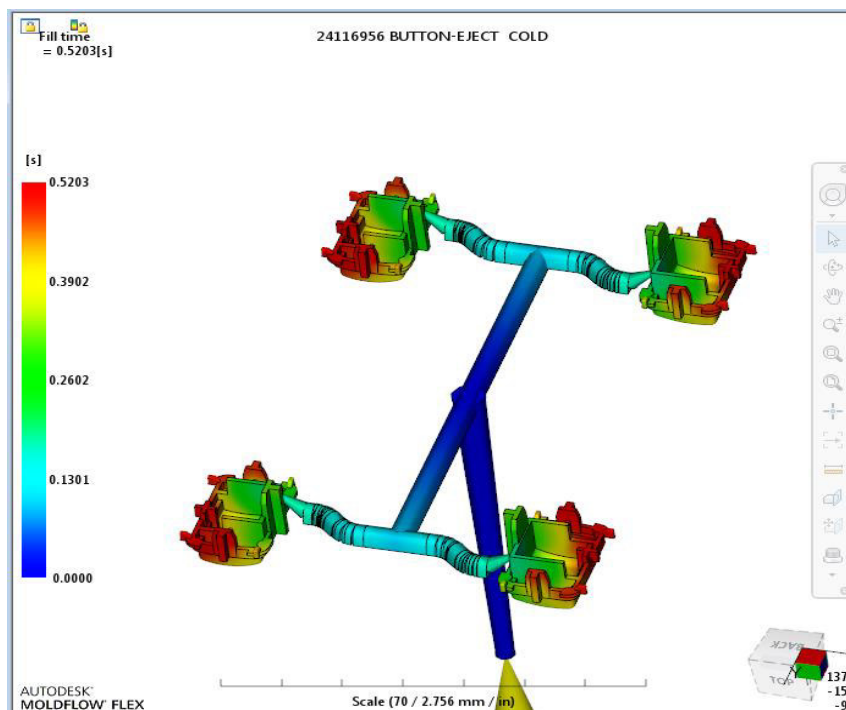 Fill time
= 0.5203[s]
24116956 BUTTON-EJECT COLD
[s]
0.5203
0.3902
0.2602
0.1301
0.0000
BACK
TOP
137
-15
-9
Scale (70 / 2.756 mm / in)
AUTODESK®
MOLDFLOW® FLEX